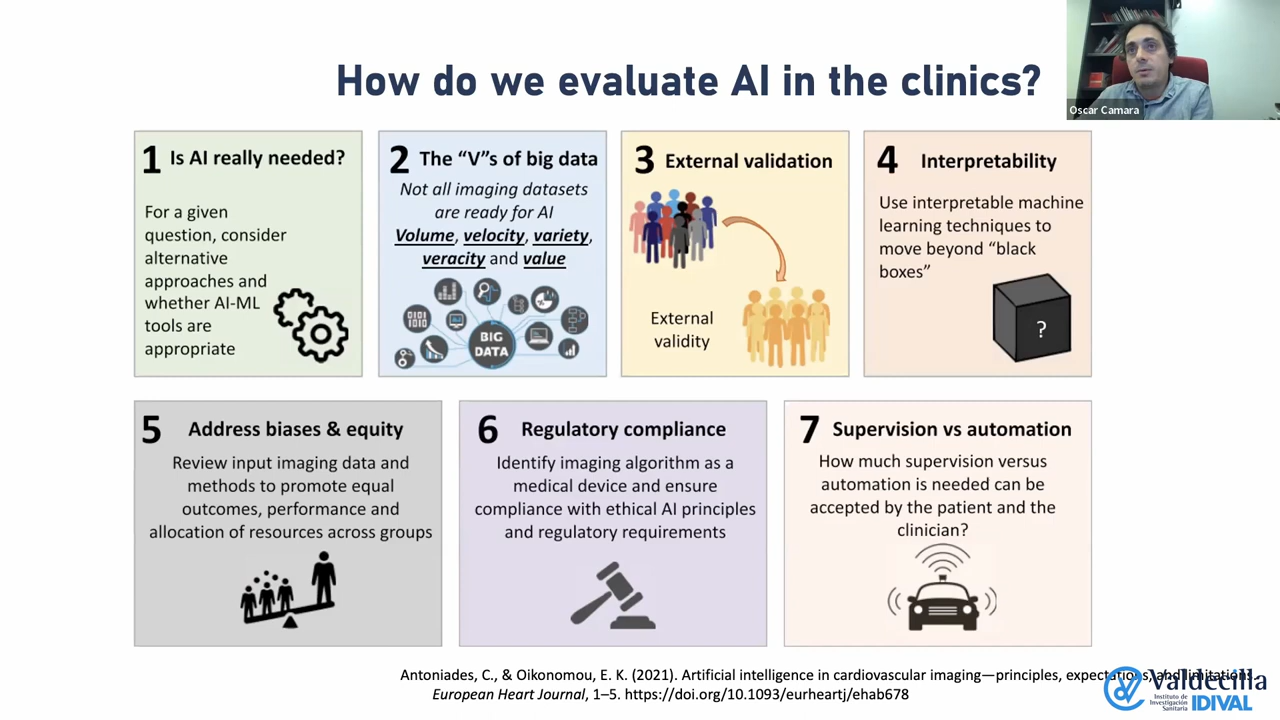 How do we evaluate AI in the clinics?
Oscar Camara
1 Is AI really needed?
For a given
question, consider
alternative
approaches and
whether AI-ML
tools are
appropriate
2 The “V”s of big data
Not all imaging datasets
are ready for AI
Volume, velocity, variety,
veracity and value
BIG
DATA
3 External validation
External
validity
4 Interpretability
Use interpretable machine
learning techniques to
move beyond “black
boxes”
?
5 Address biases & equity
Review input imaging data and
methods to promote equal
outcomes, performance and
allocation of resources across groups
6 Regulatory compliance
Identify imaging algorithm as a
medical device and ensure
compliance with ethical AI principles
and regulatory requirements
7 Supervision vs automation
How much supervision versus
automation is needed can be
accepted by the patient and the
clinician?
Antoniades, C., & Oikonomou, E. K. (2021). Artificial intelligence in cardiovascular imaging—principles, expectations, and limitations.
European Heart Journal, 1–5. https://doi.org/10.1093/eurheartj/ehab678
Valdecilla
Instituto de
Investigación
Sanitaria
IDIVAL